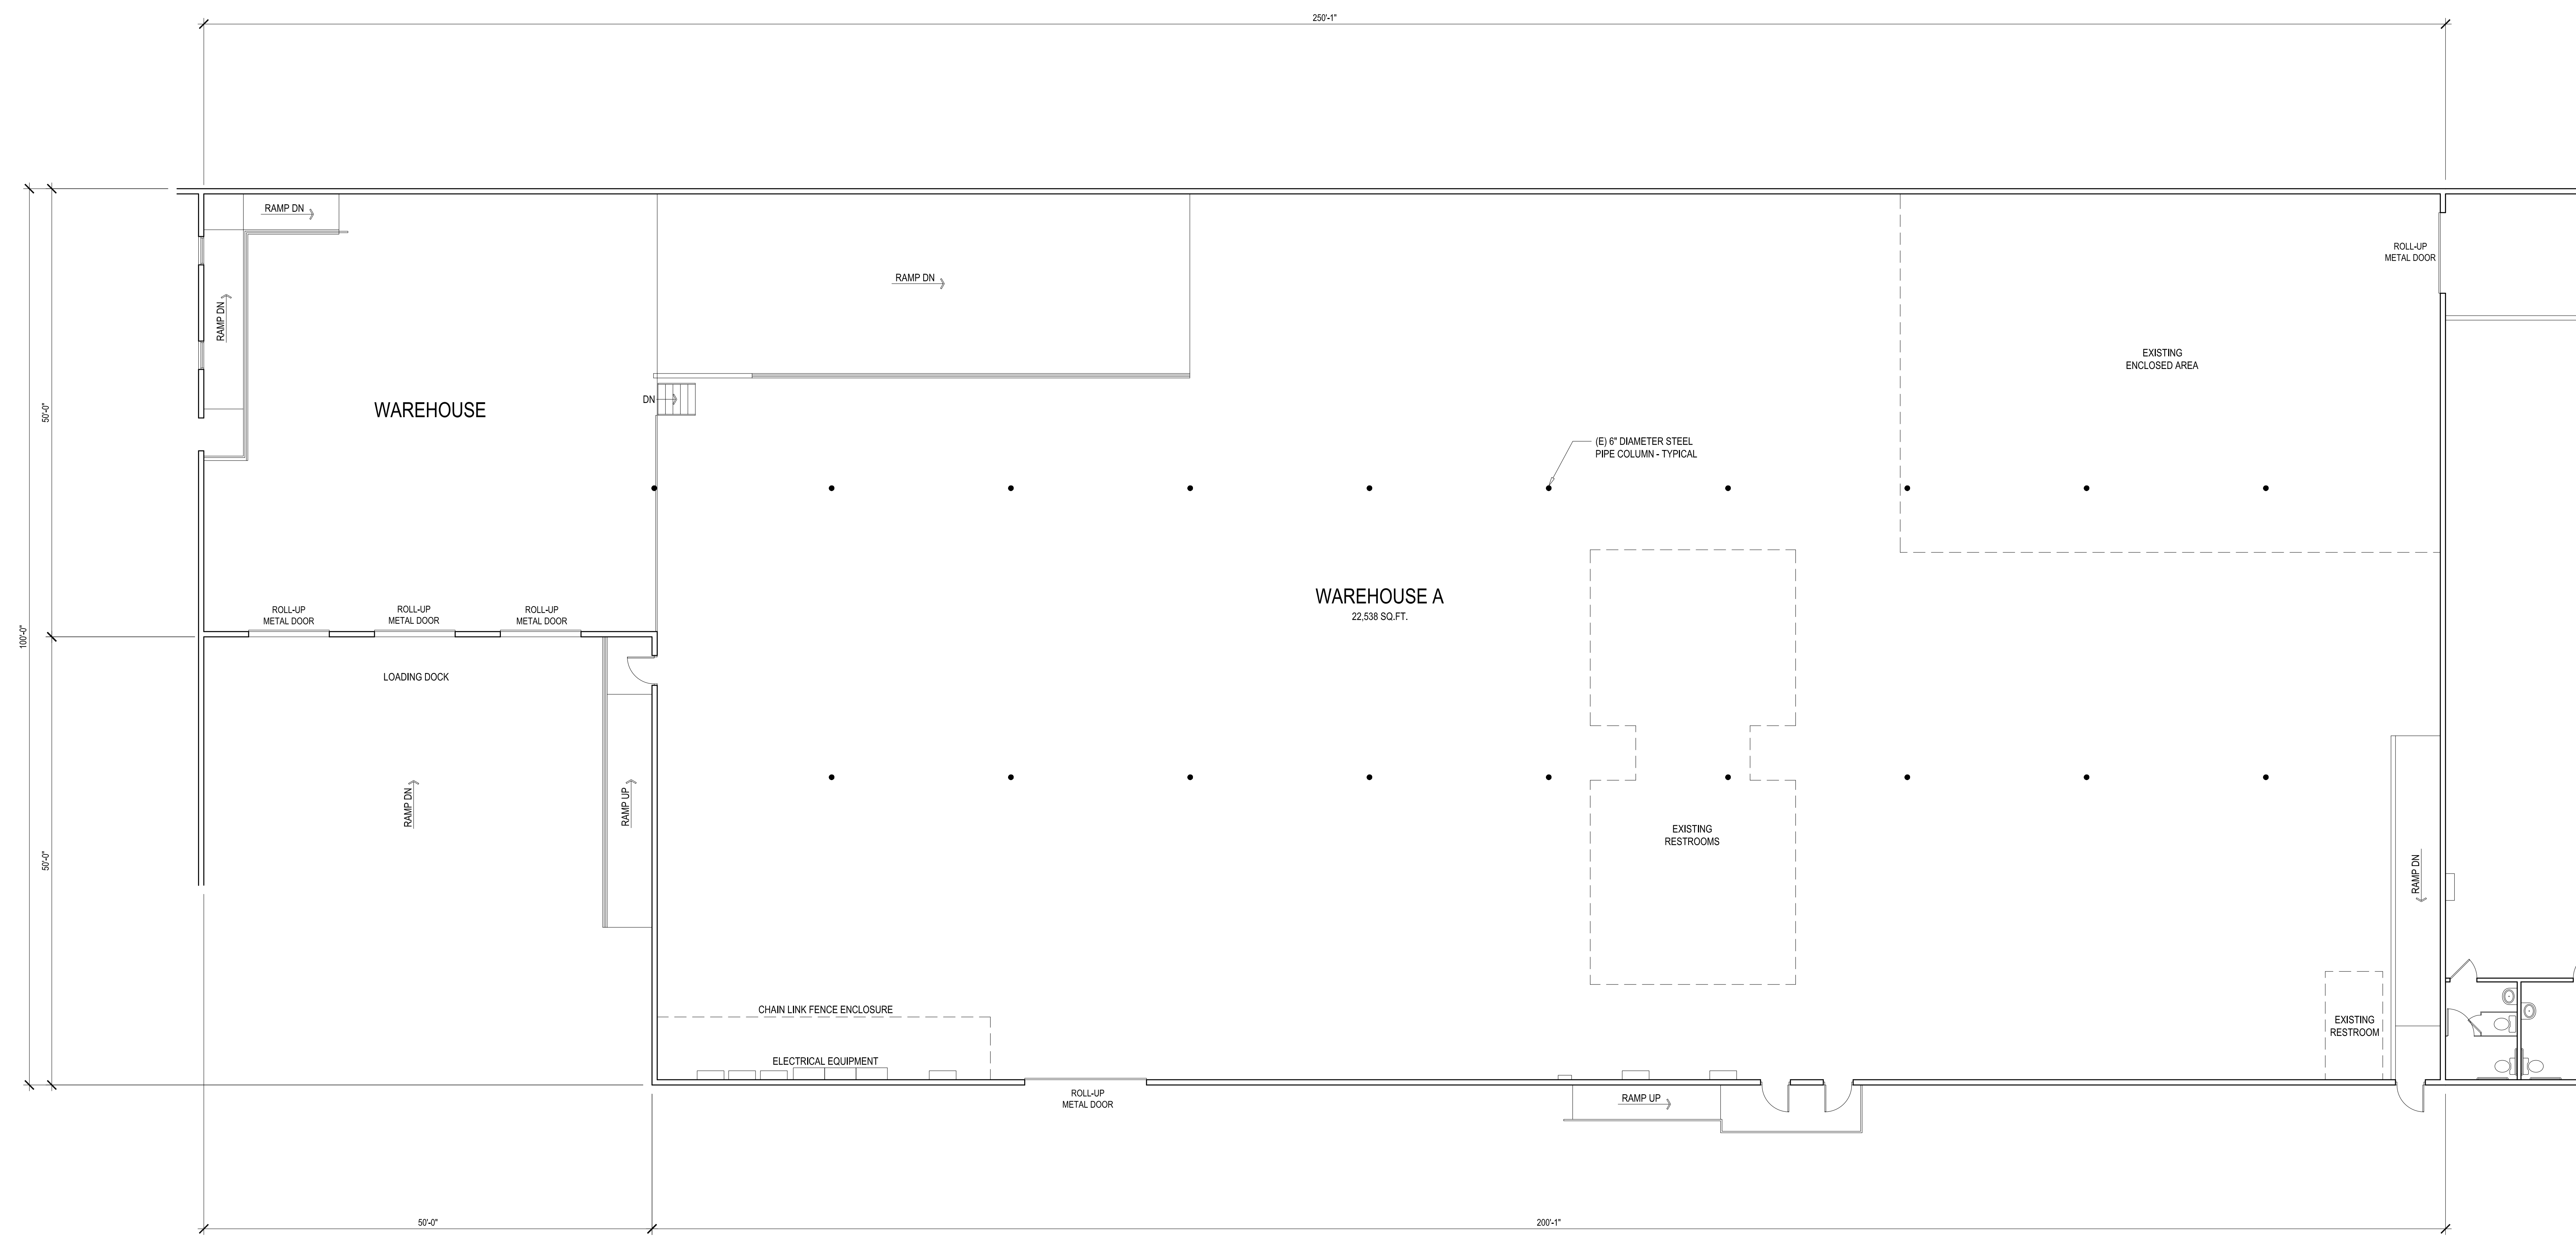 250'-1"
RAMP DN
RAMP DN
RAMP DN
ROLL-UP
METAL DOOR
EXISTING
ENCLOSED AREA
WAREHOUSE
DN
50'-0"
(E) 6" DIAMETER STEEL
PIPE COLUMN - TYPICAL
WAREHOUSE A
22,538 SQ.FT.
ROLL-UP
METAL DOOR
ROLL-UP
METAL DOOR
ROLL-UP
METAL DOOR
100'-0"
LOADING DOCK
RAMP DN
RAMP UP
EXISTING
RESTROOMS
50'-0"
RAMP DN
CHAIN LINK FENCE ENCLOSURE
EXISTING
RESTROOM
ELECTRICAL EQUIPMENT
ROLL-UP
METAL DOOR
RAMP UP
50'-0"
200'-1"